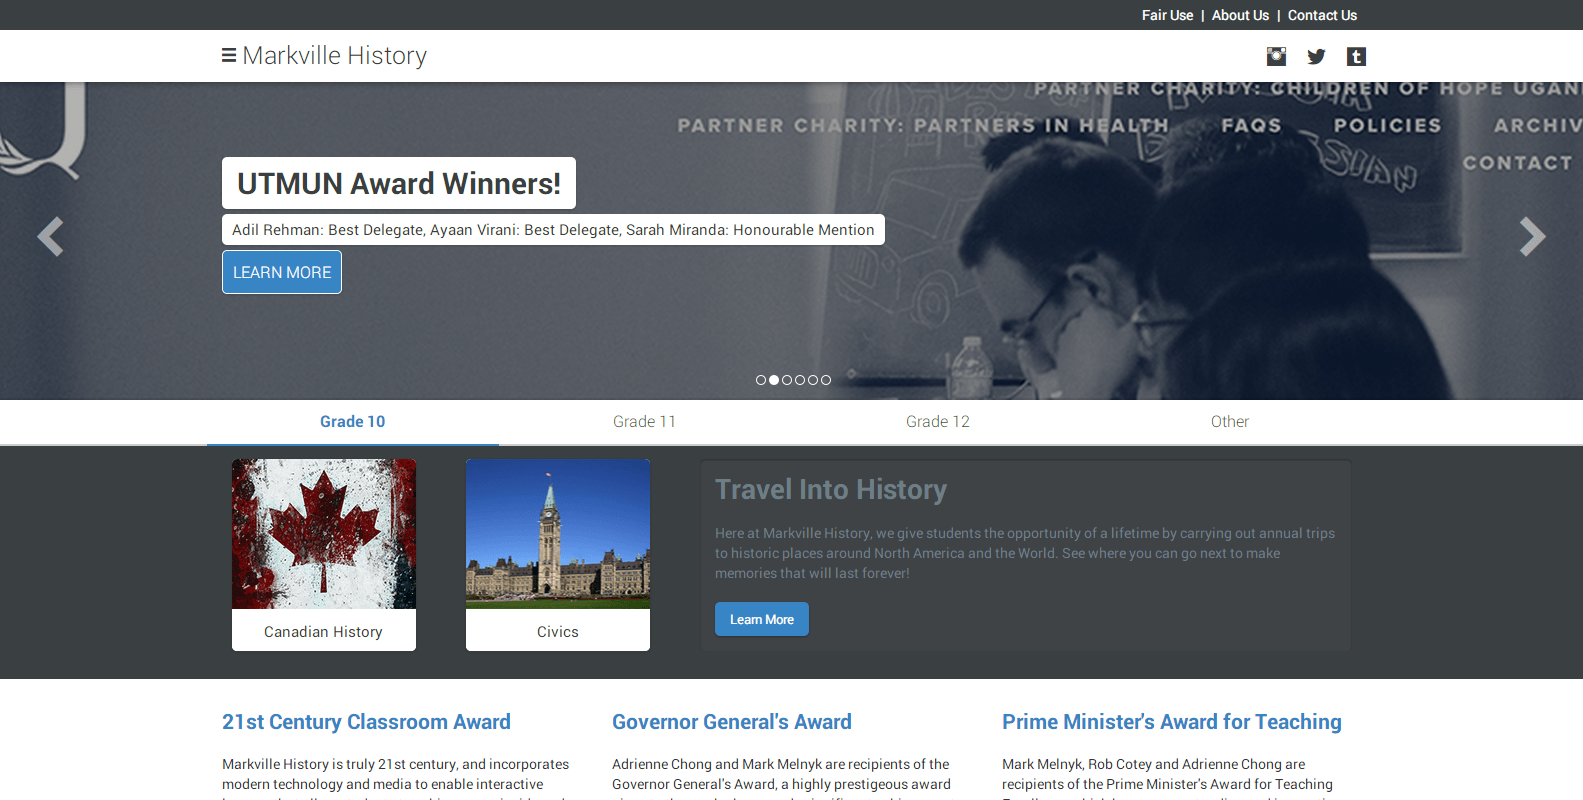 Fair Use | About Us | Contact Us
Markville History
PARTNER CHARITY: CHILDREN OF HOPE UGAN
PARTNER CHARITY: PARTNERS IN HEALTH FAQS POLICIES ARCHIV
CONTACT
UTMUN Award Winners!
Adil Rehman: Best Delegate, Ayaan Virani: Best Delegate, Sarah Miranda: Honourable Mention
LEARN MORE
Grade 10 Grade 11 Grade 12 Other
Canadian History
Civics
Travel Into History
Here at Markville History, we give students the opportunity of a lifetime by carrying out annual trips
to historic places around North America and the World. See where you can go next to make
memories that will last forever!
Learn More
21st Century Classroom Award
Markville History is truly 21st century, and incorporates
modern technology and media to enable interactive
Governor General's Award
Adrienne Chong and Mark Melnyk are recipients of the
Governor General's Award, a highly prestigeous award
Prime Minister's Award for Teaching
Mark Melnyk, Rob Cotey and Adrienne Chong are
recipients of the Prime Minister's Award for Teaching